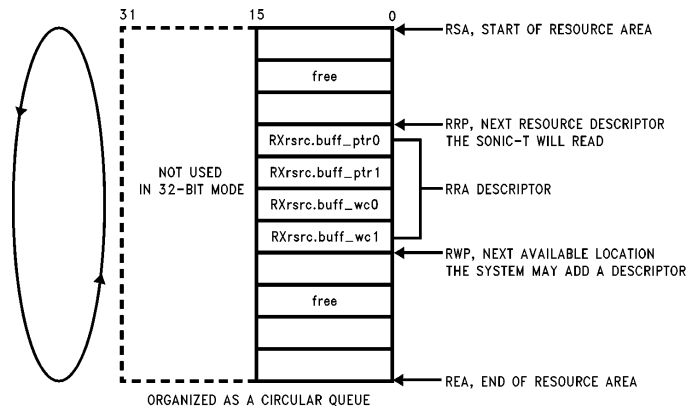 31 15 0
RSA, START OF RESOURCE AREA
free
RRP, NEXT RESOURCE DESCRIPTOR
THE SONIC-T WILL READ
RXrsrc.buff_ptr0
NOT USED
IN 32-BIT MODE
RXrsrc.buff_ptr1
RRA DESCRIPTOR
RXrsrc.buff_wc0
RXrsrc.buff_wc1
RWP, NEXT AVAILABLE LOCATION
THE SYSTEM MAY ADD A DESCRIPTOR
free
REA, END OF RESOURCE AREA
ORGANIZED AS A CIRCULAR QUEUE